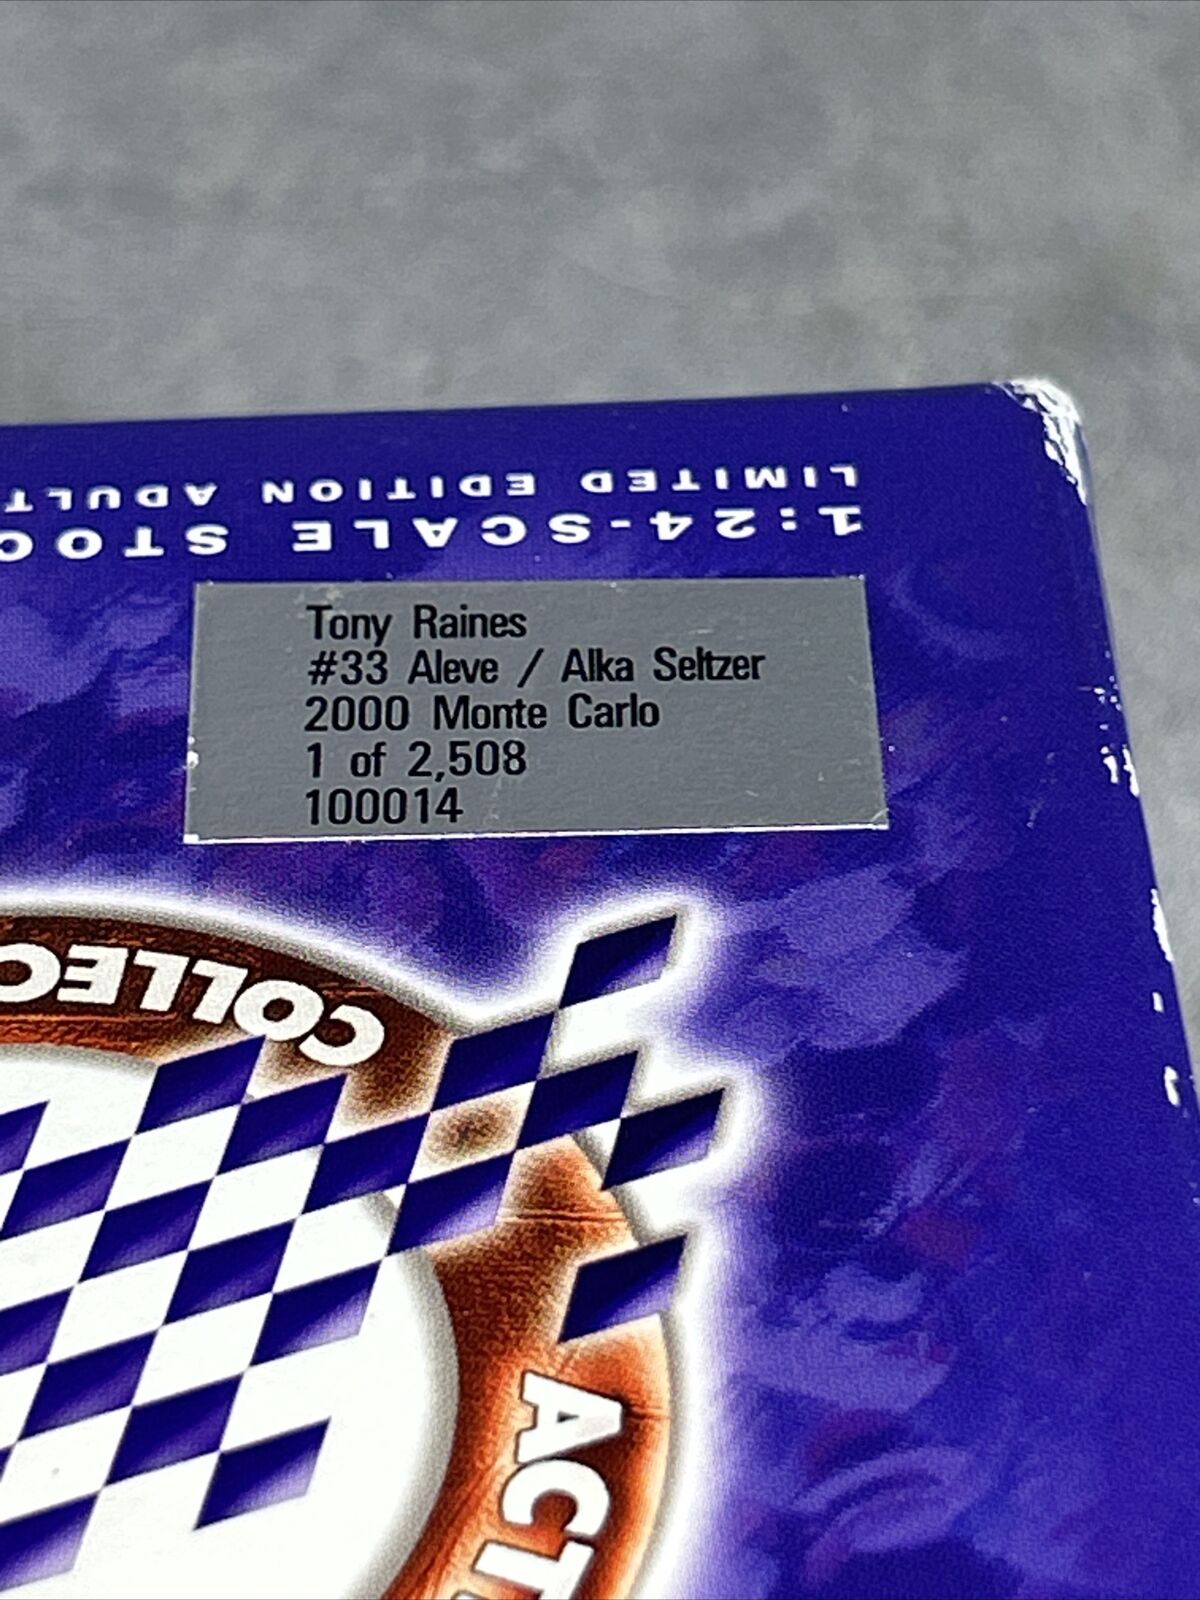 LIMITED EDITION ADULT
1:24-SCALE STOC
Tony Raines
#33 Aleve / Alka Seltzer
2000 Monte Carlo
1 of 2,508
100014
COLLEC
ACT